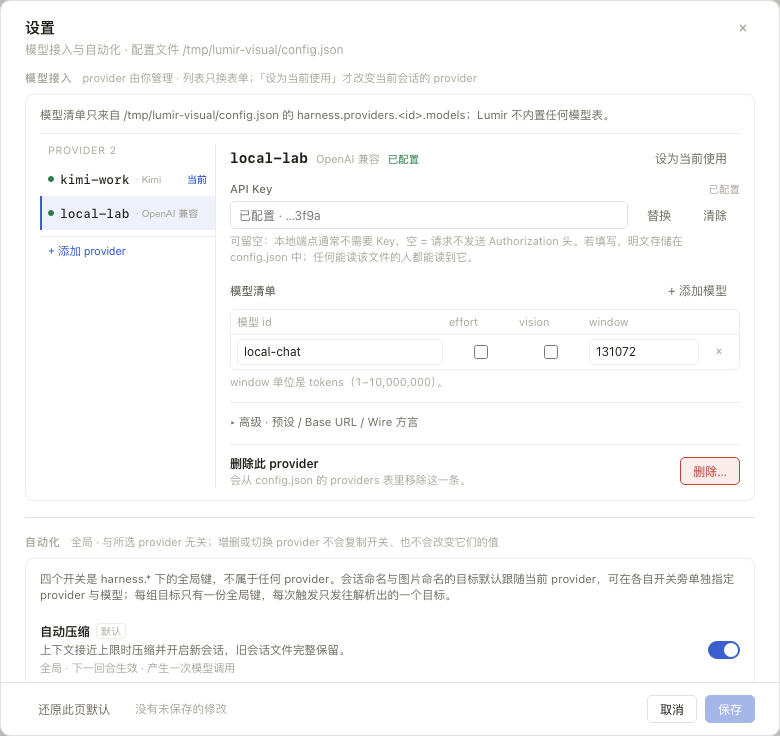 设置
×
模型接入与自动化 · 配置文件 /tmp/lumir-visual/config.json
模型接入 provider 由你管理 · 列表只换表单；「设为当前使用」才改变当前会话的 provider
模型清单只来自 /tmp/lumir-visual/config.json 的 harness.providers.<id>.models；Lumir 不内置任何模型表。
PROVIDER 2
kimi-work · Kimi 当前
local-lab · OpenAI 兼容
+ 添加 provider
local-lab OpenAI 兼容 已配置 设为当前使用
API Key 已配置
已配置 · …3f9a 替换 清除
可留空：本地端点通常不需要 Key，空 = 请求不发送 Authorization 头。若填写，明文存储在
config.json 中；任何能读该文件的人都能读到它。
模型清单 + 添加模型
模型 id effort vision window
local-chat 131072 ×
window 单位是 tokens（1–10,000,000）。
▸ 高级 · 预设 / Base URL / Wire 方言
删除此 provider
会从 config.json 的 providers 表里移除这一条。
删除…
自动化 全局 · 与所选 provider 无关；增删或切换 provider 不会复制开关、也不会改变它们的值
四个开关是 harness.* 下的全局键，不属于任何 provider。会话命名与图片命名的目标默认跟随当前 provider，可在各自开关旁单独指定
provider 与模型；每组目标只有一份全局键，每次触发只发往解析出的一个目标。
自动压缩 默认
上下文接近上限时压缩并开启新会话，旧会话文件完整保留。
全局 · 下一回合生效 · 产生一次模型调用
还原此页默认 没有未保存的修改 取消 保存